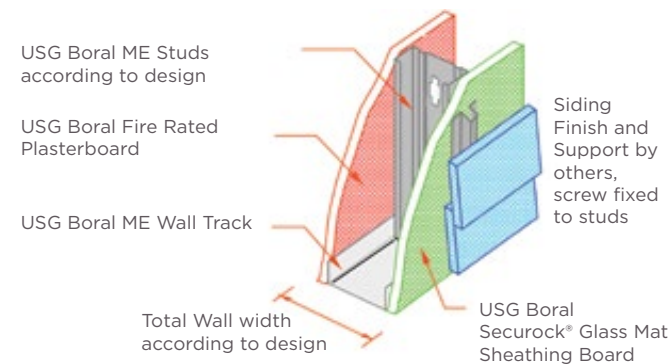 USG Boral ME Studs
according to design
USG Boral Fire Rated
Plasterboard
USG Boral ME Wall Track
Total Wall width
according to design
Siding
Finish and
Support by
others,
screw fixed
to studs
USG Boral
Securock® Glass Mat
Sheathing Board